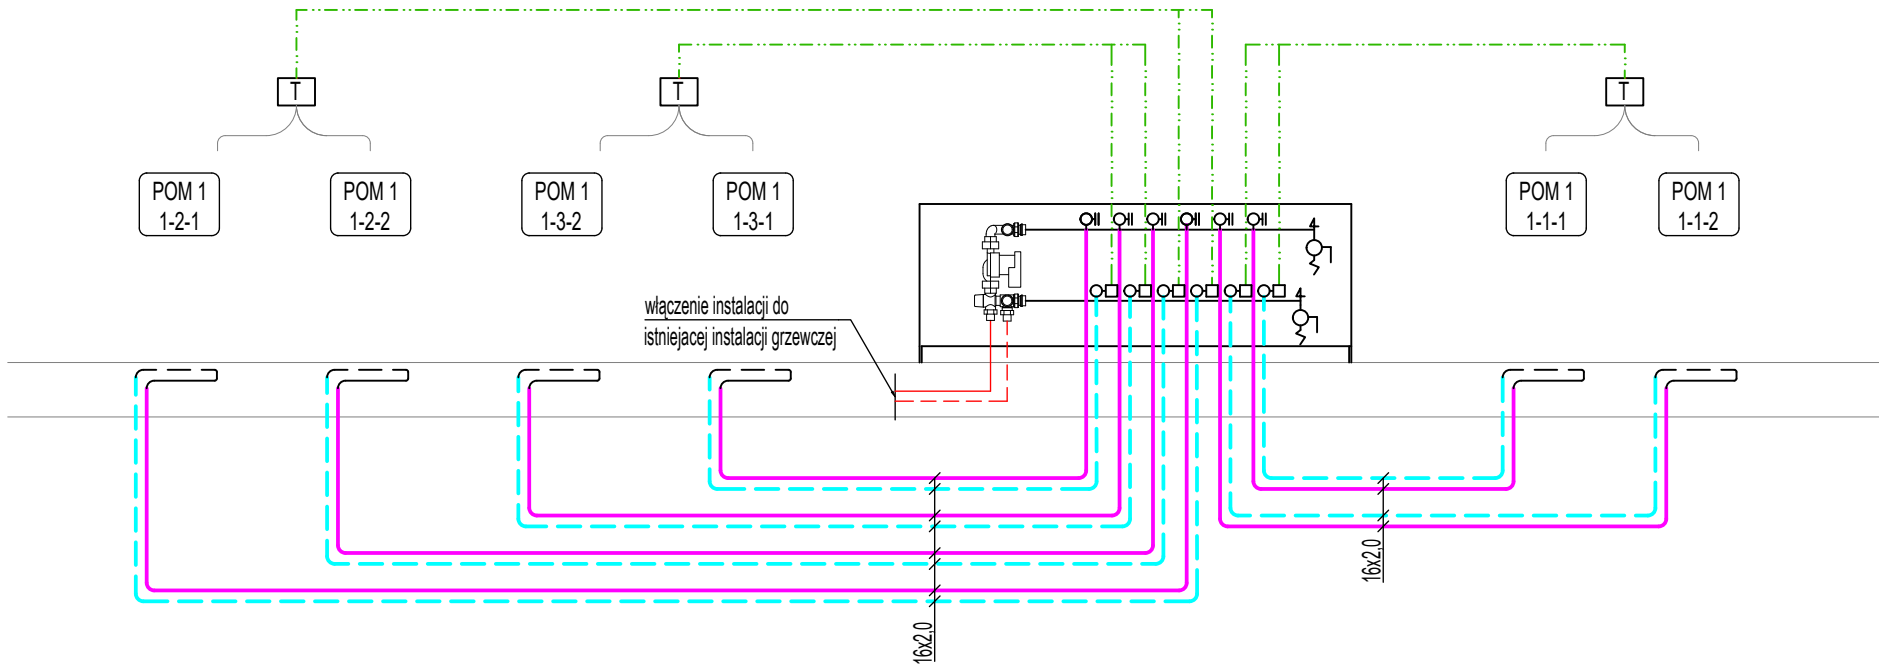 T
T
T
POM 1
1-2-1
POM 1
1-2-2
POM 1
1-3-2
POM 1
1-3-1
POM 1
1-1-1
POM 1
1-1-2
włączenie instalacji do
istniejacej instalacji grzewczej
16x2,0
16x2,0